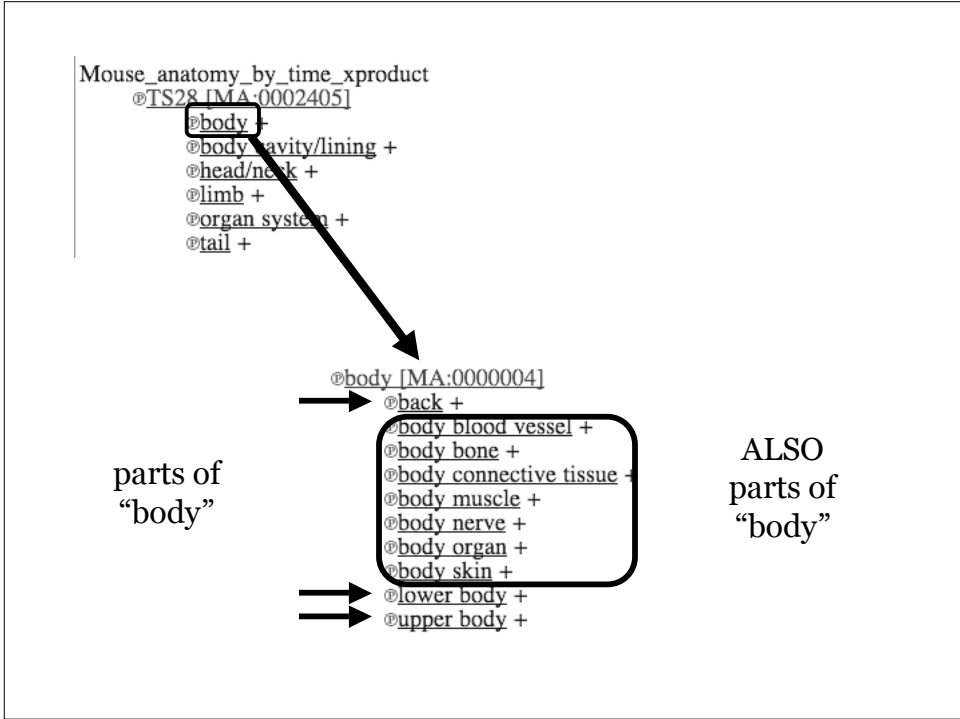 Mouse_anatomy_by_time_xproduct
℗TS28 [MA:0002405]
℗body +
℗body cavity/lining +
℗head/neck +
℗limb +
℗organ system +
℗tail +
℗body [MA:0000004]
℗back +
℗body blood vessel +
℗body bone +
℗body connective tissue +
℗body muscle +
℗body nerve +
℗body organ +
℗body skin +
℗lower body +
℗upper body +
parts of
“body”
ALSO
parts of
“body”